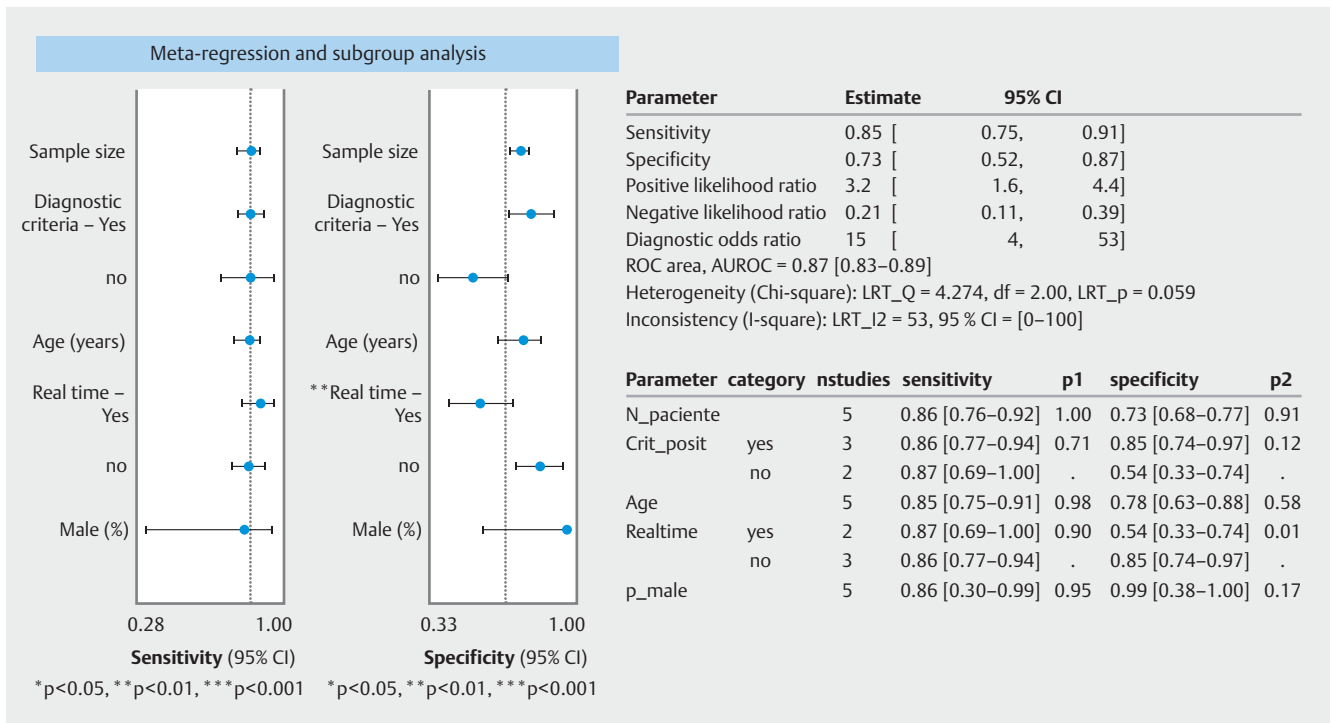 Meta-regression and subgroup analysis
Sample size
Diagnostic
criteria – Yes
no
Age (years)
Real time –
Yes
no
Male (%)
0.28 1.00
Sensitivity (95% CI)
*p<0.05, **p<0.01, ***p<0.001
Sample size
Diagnostic
criteria – Yes
no
Age (years)
**Real time –
Yes
no
Male (%)
0.33 1.00
Specificity (95% CI)
*p<0.05, **p<0.01, ***p<0.001
Parameter Estimate 95% CI
Sensitivity 0.85 [ 0.75, 0.91]
Specificity 0.73 [ 0.52, 0.87]
Positive likelihood ratio 3.2 [ 1.6, 4.4]
Negative likelihood ratio 0.21 [ 0.11, 0.39]
Diagnostic odds ratio 15 [ 4, 53]
ROC area, AUROC = 0.87 [0.83–0.89]
Heterogeneity (Chi-square): LRT_Q = 4.274, df = 2.00, LRT_p = 0.059
Inconsistency (I-square): LRT_I2 = 53, 95 % CI = [0–100]
Parameter category nstudies sensitivity p1 specificity p2
N_paciente 5 0.86 [0.76–0.92] 1.00 0.73 [0.68–0.77] 0.91
Crit_posit yes 3 0.86 [0.77–0.94] 0.71 0.85 [0.74–0.97] 0.12
no 2 0.87 [0.69–1.00] . 0.54 [0.33–0.74] .
Age 5 0.85 [0.75–0.91] 0.98 0.78 [0.63–0.88] 0.58
Realtime yes 2 0.87 [0.69–1.00] 0.90 0.54 [0.33–0.74] 0.01
no 3 0.86 [0.77–0.94] . 0.85 [0.74–0.97] .
p_male 5 0.86 [0.30–0.99] 0.95 0.99 [0.38–1.00] 0.17